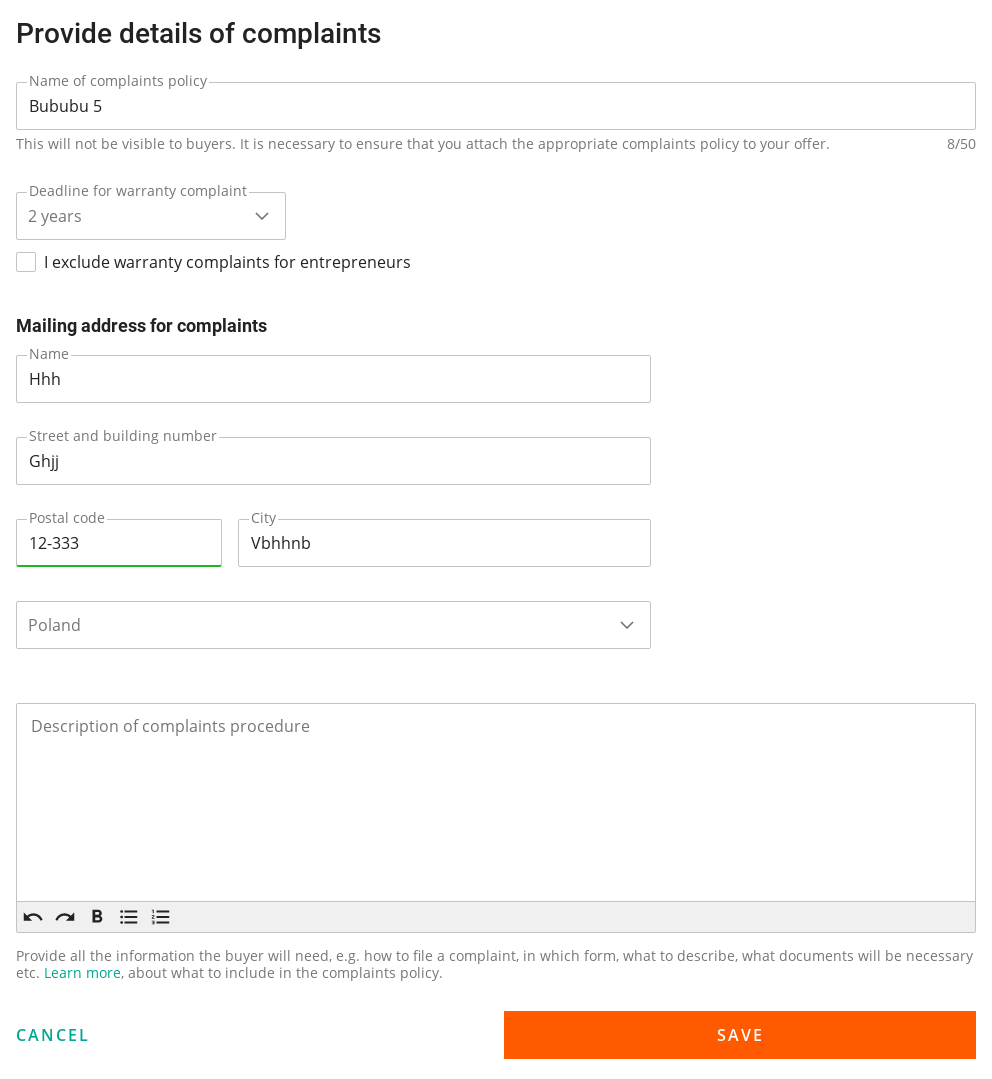 Provide details of complaints
Name of complaints policy
Bububu 5
This will not be visible to buyers. It is necessary to ensure that you attach the appropriate complaints policy to your offer.
8/50
Deadline for warranty complaint
2 years
I exclude warranty complaints for entrepreneurs
Mailing address for complaints
Name
Hhh
Street and building number
Ghjj
Postal code
12-333
City
Vbhhnb
Poland
Description of complaints procedure
B
Provide all the information the buyer will need, e.g. how to file a complaint, in which form, what to describe, what documents will be necessary
etc. Learn more, about what to include in the complaints policy.
CANCEL
SAVE